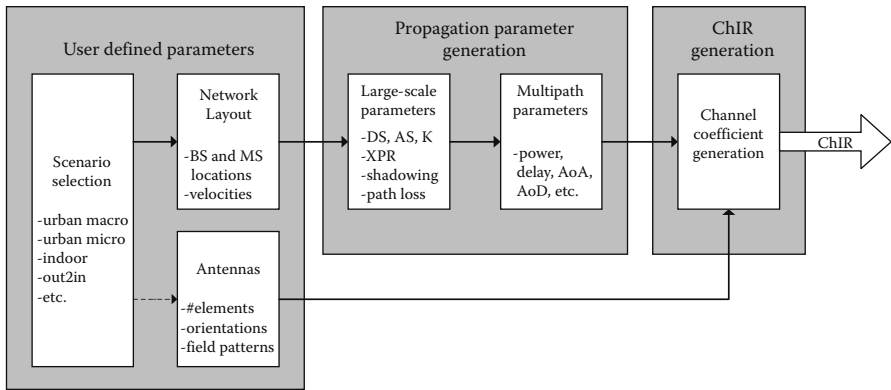 User defined parameters
Scenario
selection
-urban macro
-urban micro
-indoor
-out2in
-etc.
Network
Layout
-BS and MS
locations
-velocities
Antennas
-#elements
-orientations
-field patterns
Propagation parameter
generation
Large-scale
parameters
-DS, AS, K
-XPR
-shadowing
-path loss
Multipath
parameters
-power,
delay, AoA,
AoD, etc.
ChIR
generation
Channel
coefficient
generation
ChIR